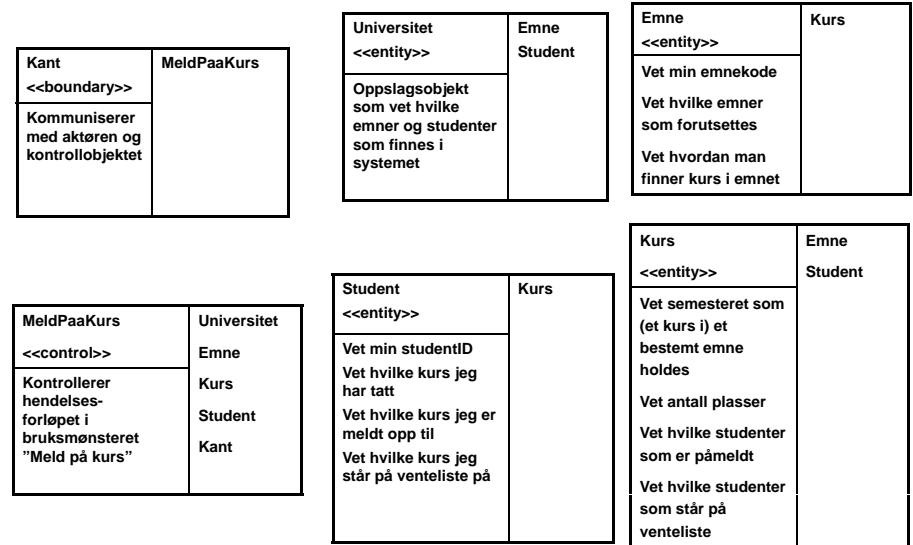 Kant
<<boundary>>
Kommuniserer
med aktøren og
kontrollobjektet
MeldPaaKurs
Universitet
<<entity>>
Oppslagsobjekt
som vet hvilke
emner og studenter
som finnes i
systemet
Emne
Student
Emne
<<entity>>
Vet min emnekode
Vet hvilke emner
som forutsettes
Vet hvordan man
finner kurs i emnet
Kurs
MeldPaaKurs
<<control>>
Kontrollerer
hendelses-
forløpet i
bruksmønsteret
”Meld på kurs”
Universitet
Emne
Kurs
Student
Kant
Student
<<entity>>
Vet min studentID
Vet hvilke kurs jeg
har tatt
Vet hvilke kurs jeg er
meldt opp til
Vet hvilke kurs jeg
står på venteliste på
Kurs
Kurs
<<entity>>
Vet semesteret som
(et kurs i) et
bestemt emne
holdes
Vet antall plasser
Vet hvilke studenter
som er påmeldt
Vet hvilke studenter
som står på
venteliste
Emne
Student